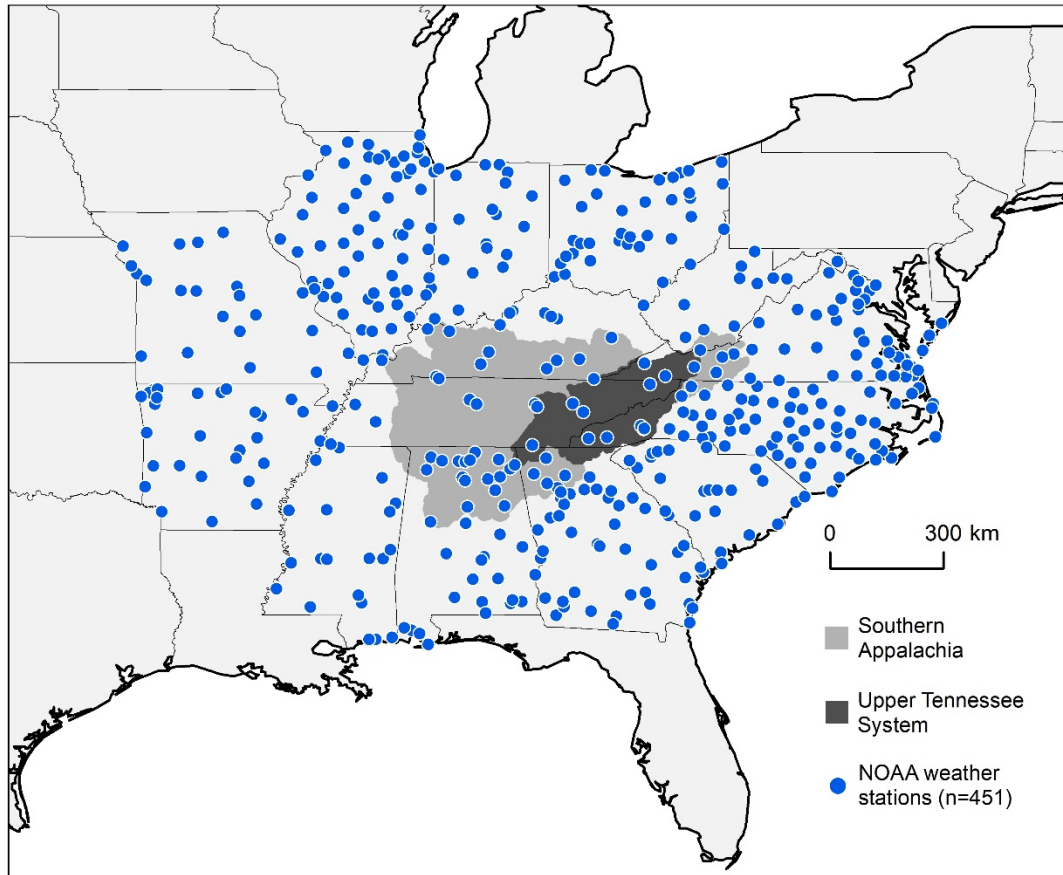 0 300 km
Southern
Appalachia
Upper Tennessee
System
NOAA weather
stations (n=451)